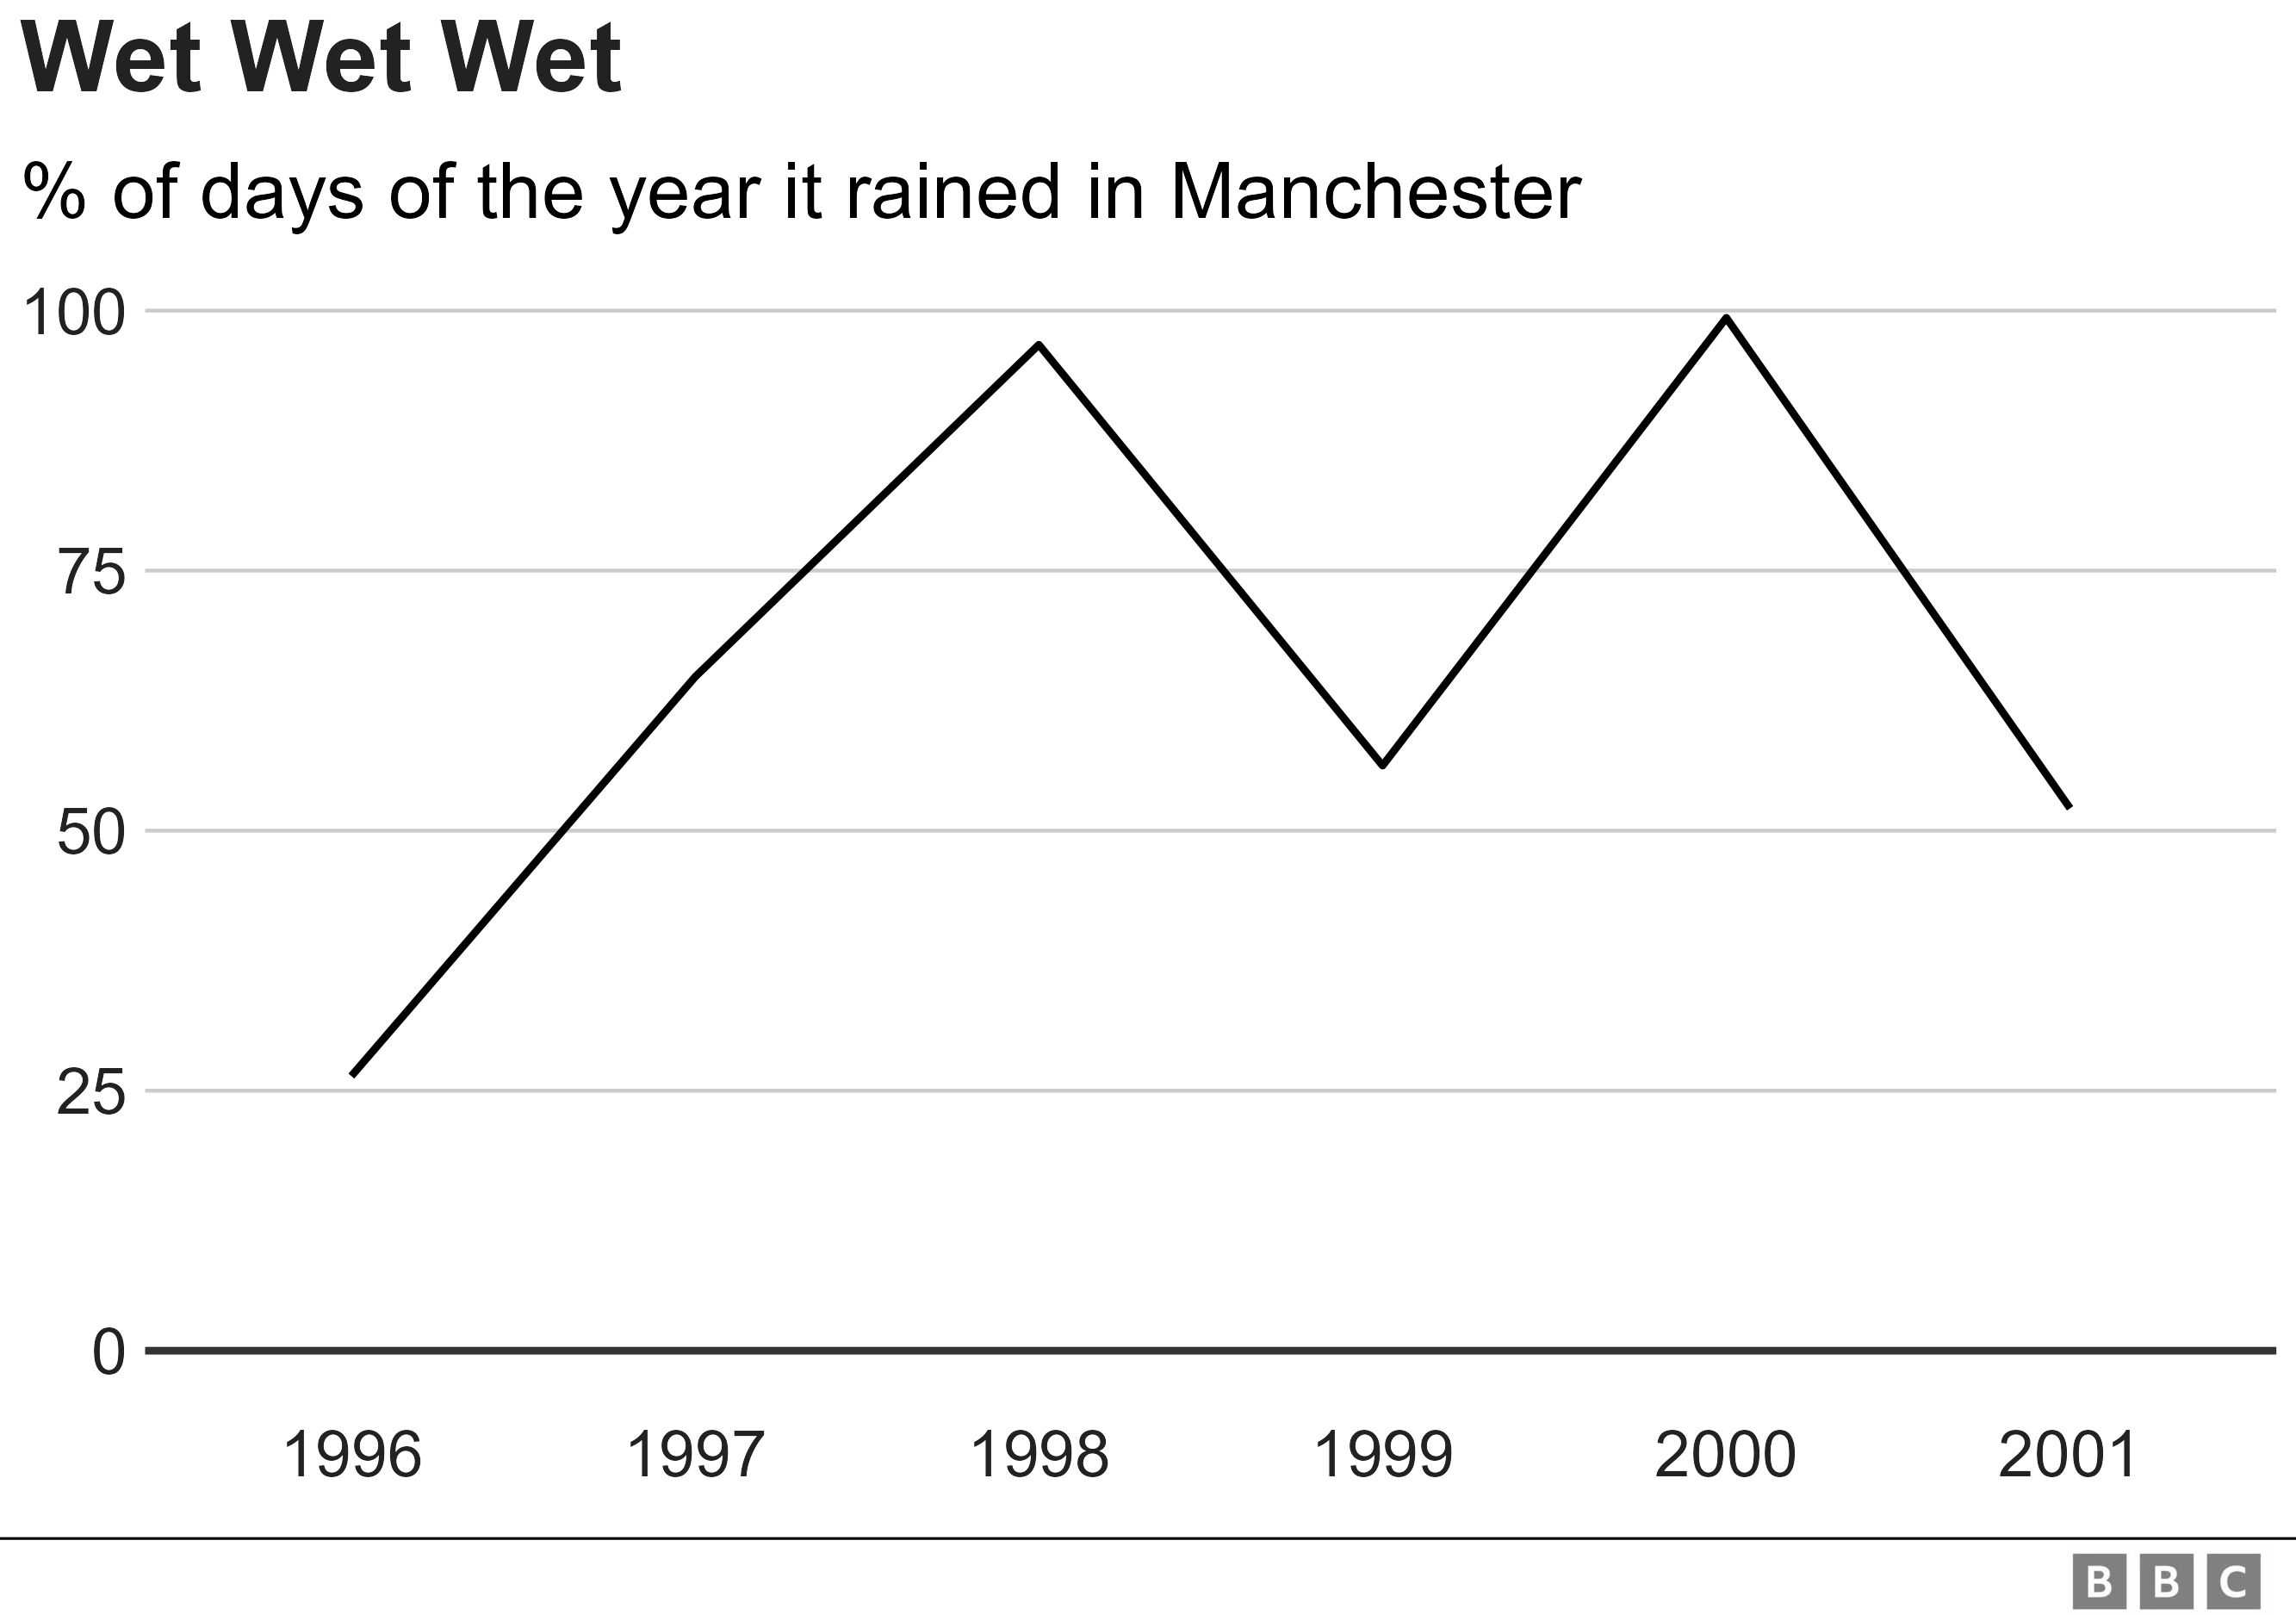 Wet Wet Wet
% of days of the year it rained in Manchester
100
75
50
25
0
1996 1997 1998 1999 2000 2001
BBC